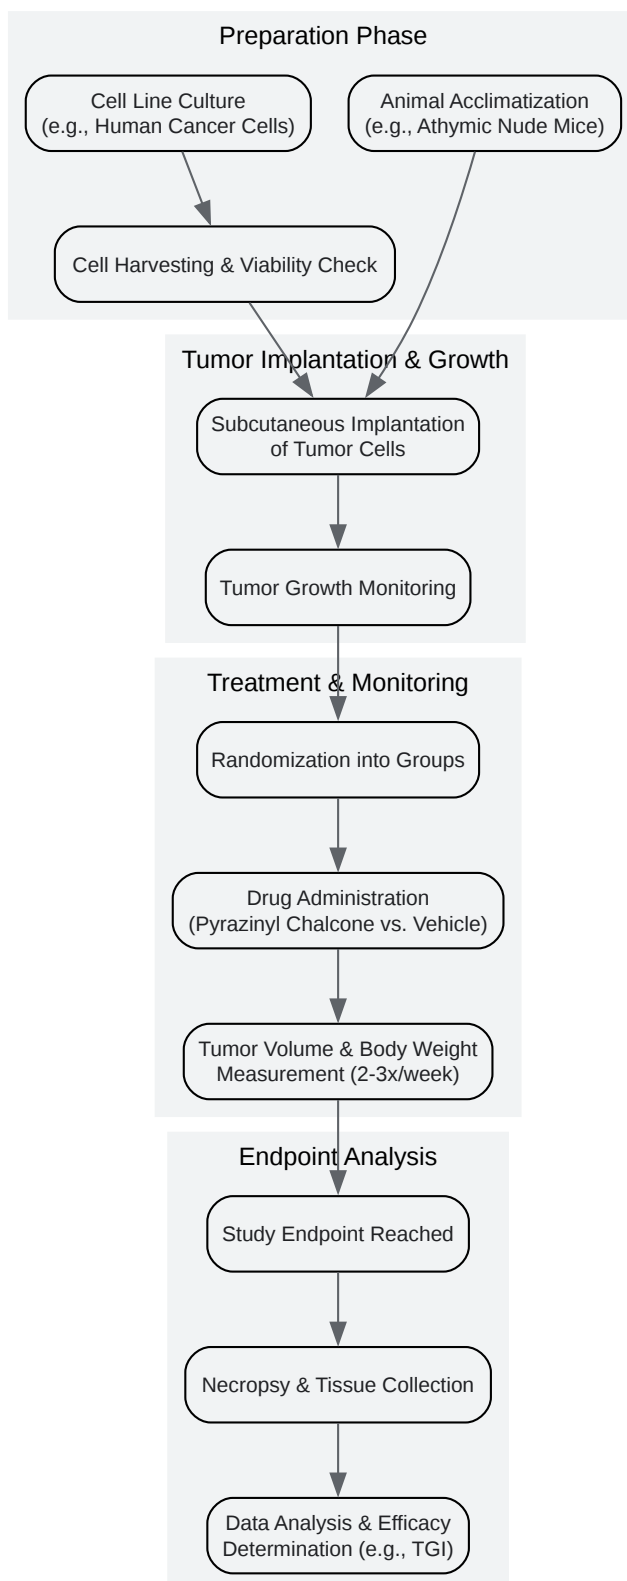 Preparation Phase
Cell Line Culture
(e.g., Human Cancer Cells)
Animal Acclimatization
(e.g., Athymic Nude Mice)
Cell Harvesting & Viability Check
Tumor Implantation & Growth
Subcutaneous Implantation
of Tumor Cells
Tumor Growth Monitoring
Treatment & Monitoring
Randomization into Groups
Drug Administration
(Pyrazinyl Chalcone vs. Vehicle)
Tumor Volume & Body Weight
Measurement (2-3x/week)
Endpoint Analysis
Study Endpoint Reached
Necropsy & Tissue Collection
Data Analysis & Efficacy
Determination (e.g., TGI)